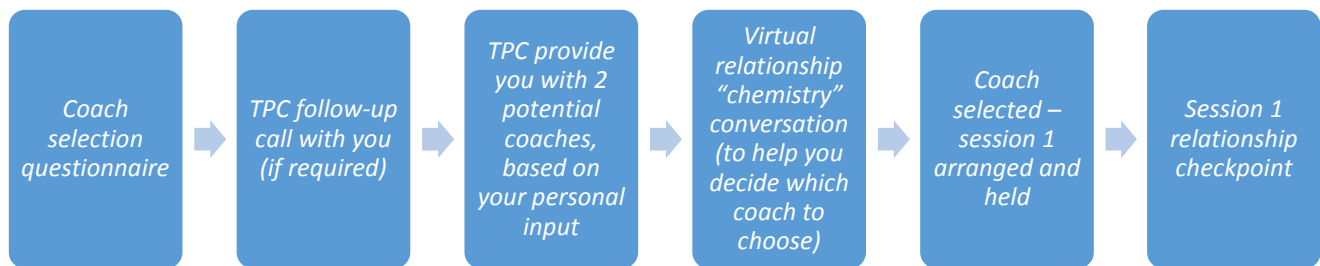 Coach
selection
questionnaire
TPC follow-up
call with you
(if required)
TPC provide
you with 2
potential
coaches,
based on
your personal
input
Virtual
relationship
“chemistry”
conversation
(to help you
decide which
coach to
choose)
Coach
selected –
session 1
arranged and
held
Session 1
relationship
checkpoint